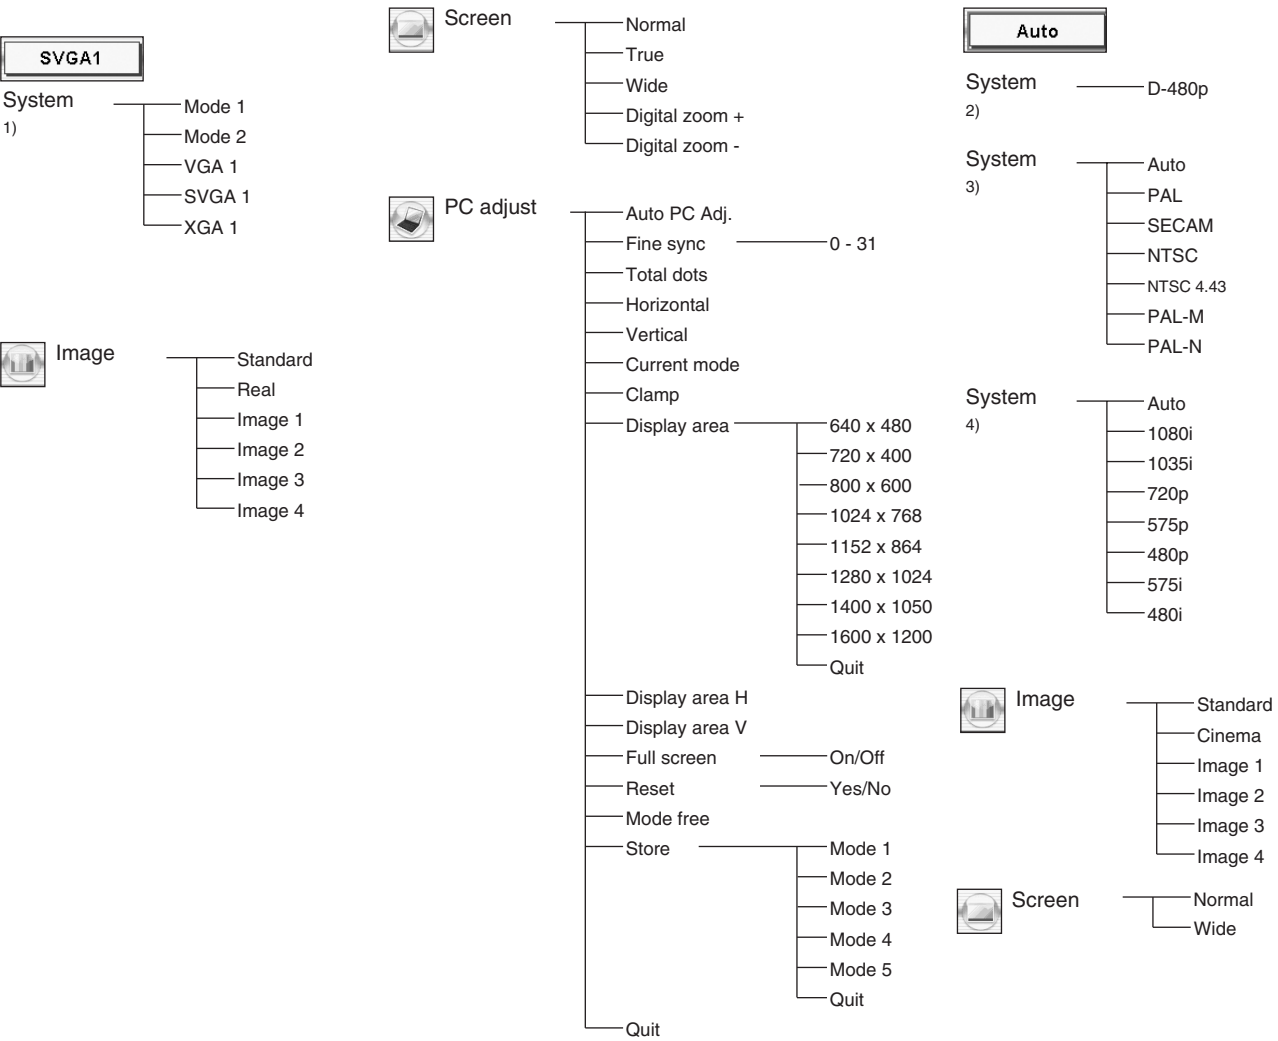 SVGA1
System
1)
Mode 1
Mode 2
VGA 1
SVGA 1
XGA 1
Image
Standard
Real
Image 1
Image 2
Image 3
Image 4
Screen
Normal
True
Wide
Digital zoom +
Digital zoom -
PC adjust
Auto PC Adj.
Fine sync
0 - 31
Total dots
Horizontal
Vertical
Current mode
Clamp
Display area
640 x 480
720 x 400
800 x 600
1024 x 768
1152 x 864
1280 x 1024
1400 x 1050
1600 x 1200
Quit
Display area H
Display area V
Full screen
On/Off
Reset
Yes/No
Mode free
Store
Mode 1
Mode 2
Mode 3
Mode 4
Mode 5
Quit
Quit
Auto
System
2)
D-480p
System
3)
Auto
PAL
SECAM
NTSC
NTSC 4.43
PAL-M
PAL-N
System
4)
Auto
1080i
1035i
720p
575p
480p
575i
480i
Image
Standard
Cinema
Image 1
Image 2
Image 3
Image 4
Screen
Normal
Wide